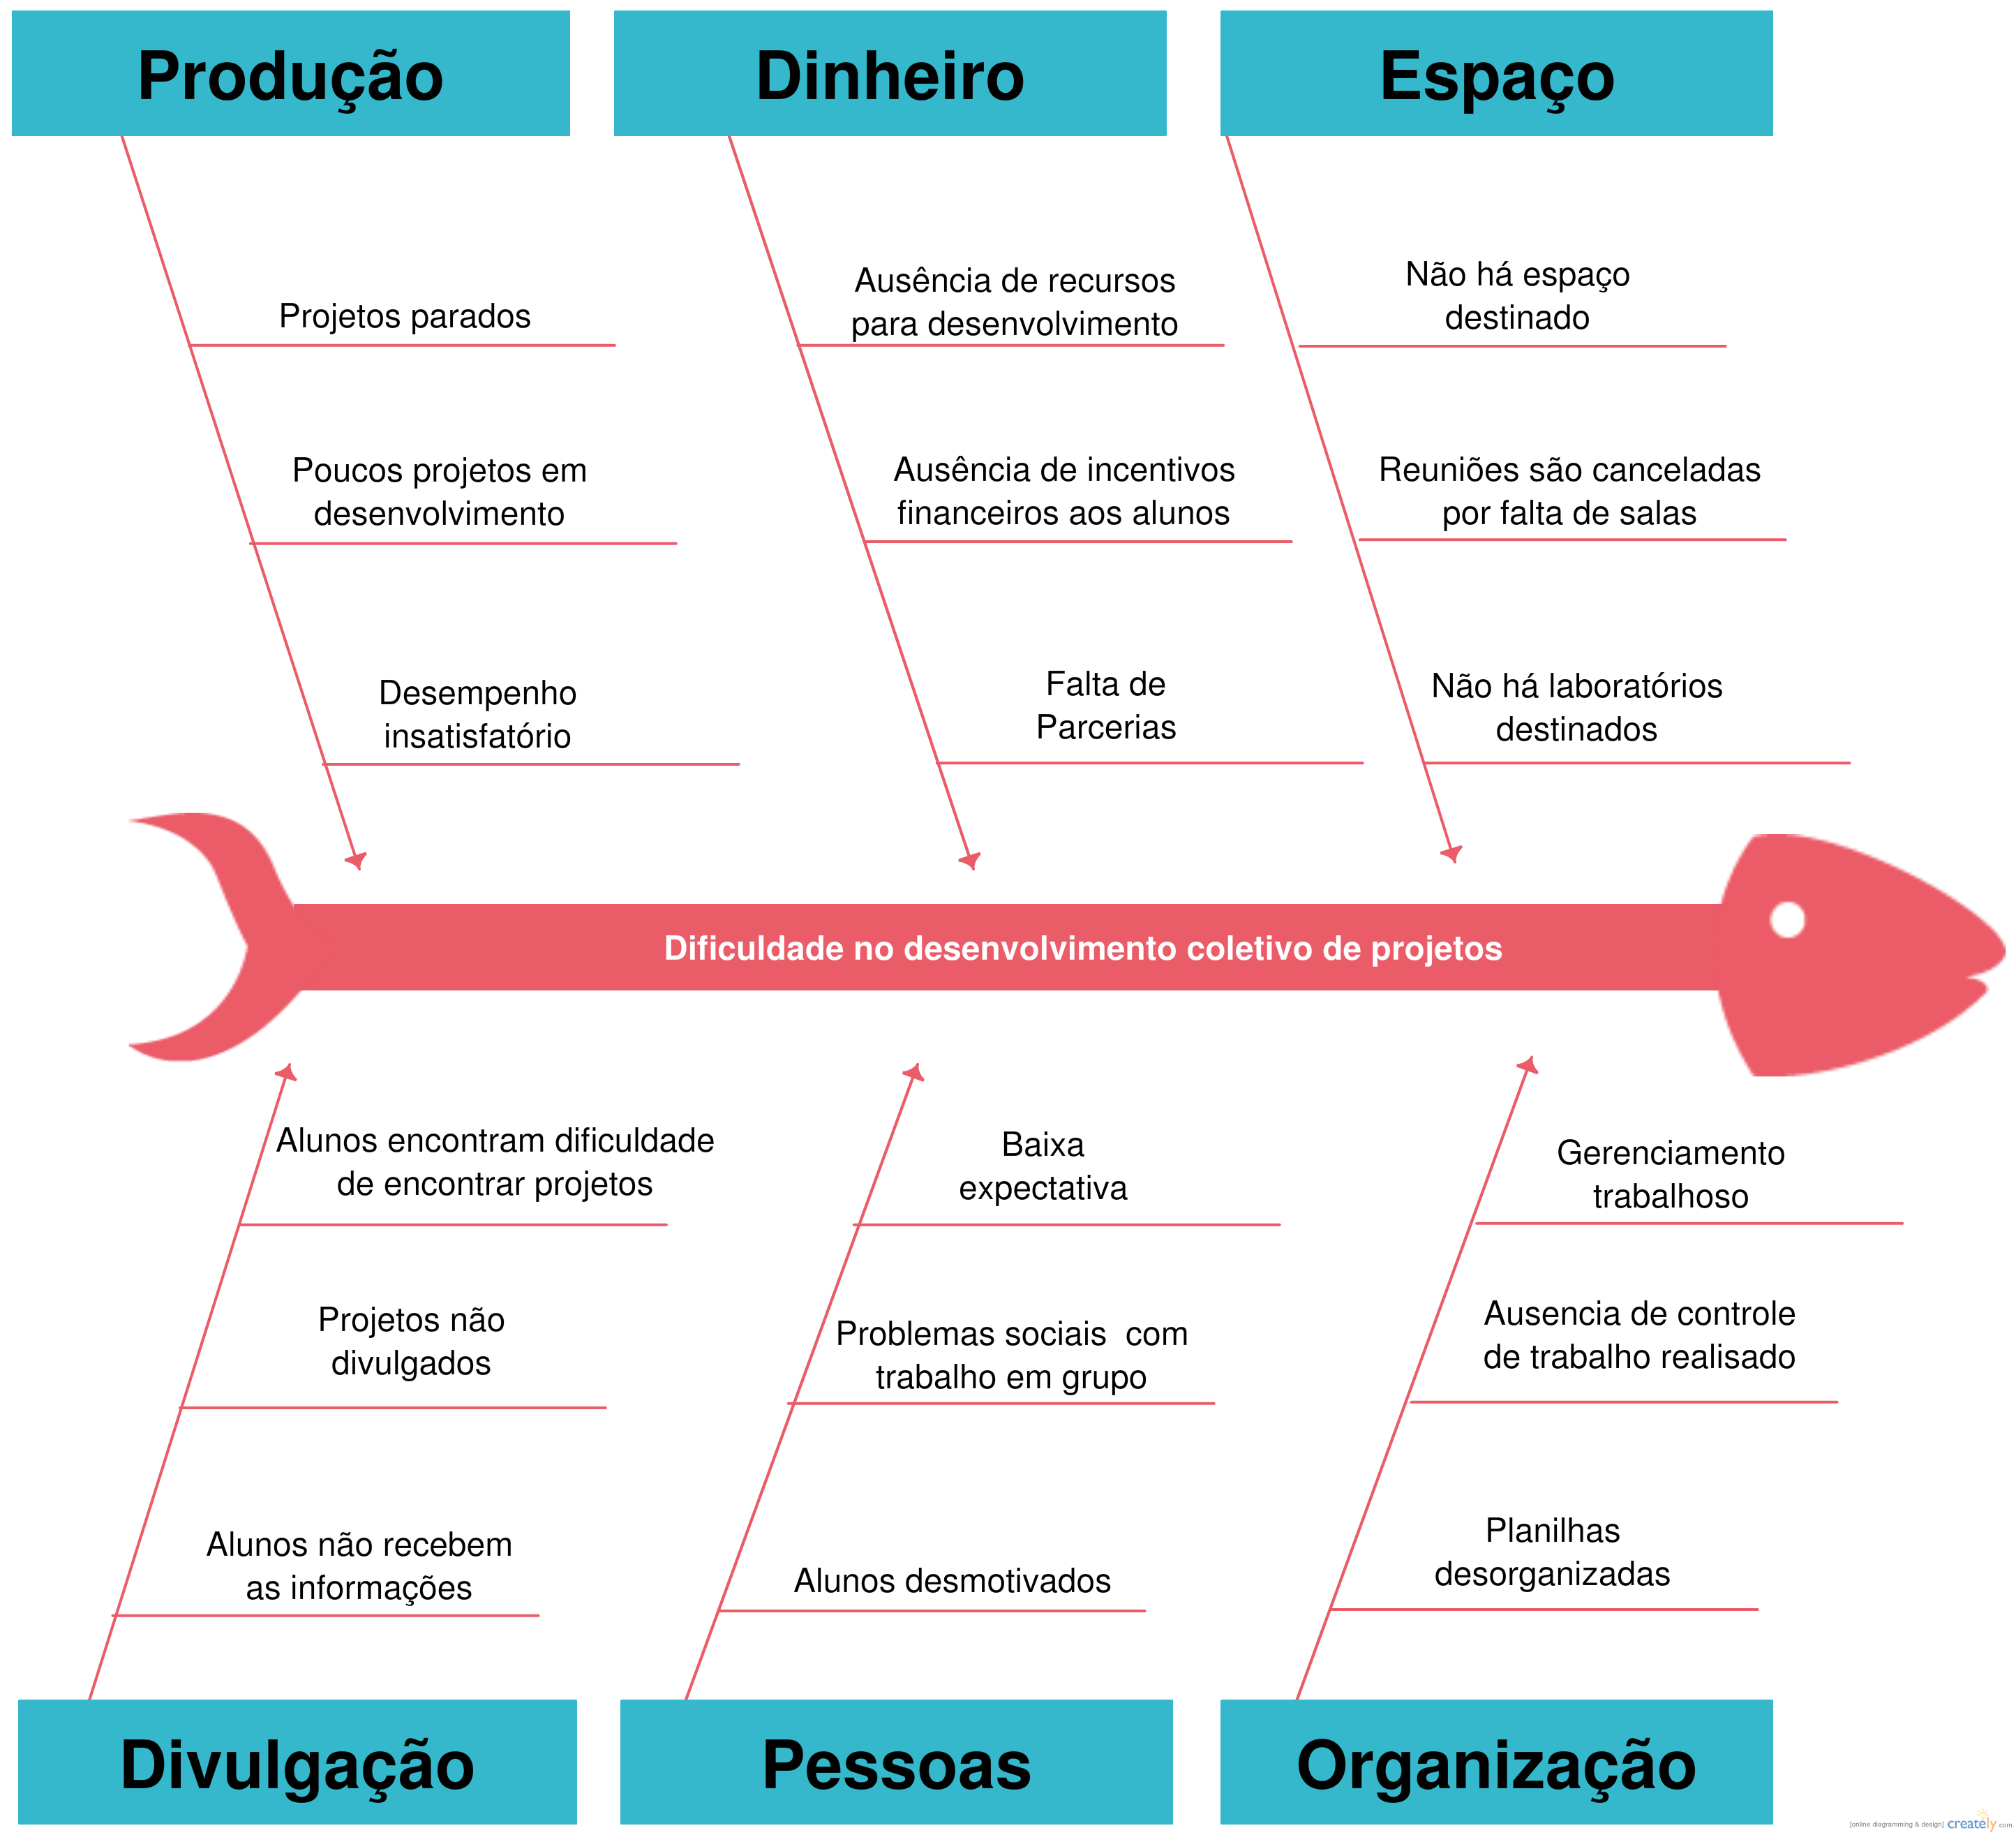 Produção
Dinheiro
Espaço
Projetos parados
Poucos projetos em
desenvolvimento
Desempenho
insatisfatório
Ausência de recursos
para desenvolvimento
Ausência de incentivos
financeiros aos alunos
Falta de
Parcerias
Não há espaço
destinado
Reuniões são canceladas
por falta de salas
Não há laboratórios
destinados
Dificuldade no desenvolvimento coletivo de projetos
Alunos encontram dificuldade
de encontrar projetos
Projetos não
divulgados
Alunos não recebem
as informações
Baixa
expectativa
Problemas sociais  com
trabalho em grupo
Alunos desmotivados
Gerenciamento
trabalhoso
Ausencia de controle
de trabalho realisado
Planilhas
desorganizadas
Divulgação
Pessoas
Organização
[online diagramming & design] creately.com